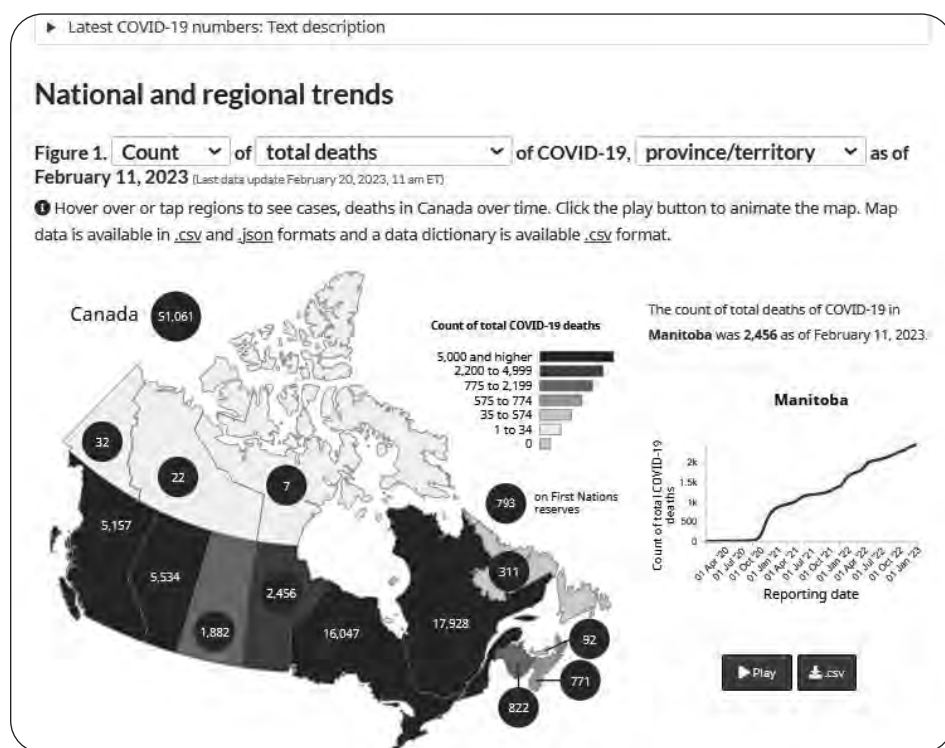 ▶ Latest COVID-19 numbers: Text description
National and regional trends
Figure 1. Count of total deaths of COVID-19, province/territory as of
February 11, 2023 (Last data update February 20, 2023, 11 am ET)
Hover over or tap regions to see cases, deaths in Canada over time. Click the play button to animate the map. Map
data is available in .csv and .json formats and a data dictionary is available .csv format.
Canada 51,061
Count of total COVID-19 deaths
5,000 and higher
2,200 to 4,999
775 to 2,199
575 to 774
35 to 574
1 to 34
0
The count of total deaths of COVID-19 in
Manitoba was 2,456 as of February 11, 2023.
32
22
7
793 on First Nations
reserves
5,157
5,534
1,882
2,456
16,047
17,928
311
92
771
822
Manitoba
Count of total COVID-19
deaths
2k
1.5k
1k
500
0
01 Apr '20
01 Jul '20
01 Oct '20
01 Jan '21
01 Apr '21
01 Jul '21
01 Oct '21
01 Jan '22
01 Apr '22
01 Jul '22
01 Oct '22
01 Jan '23
Reporting date
Play
.csv